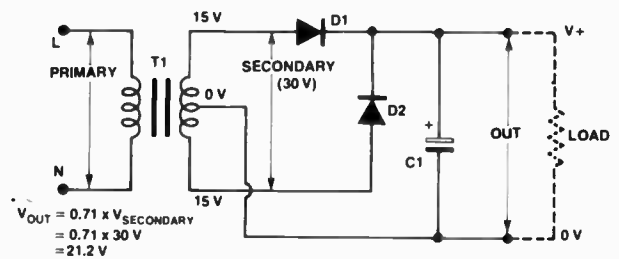 15 V
D1
V+
L
T1
PRIMARY
SECONDARY
(30 V)
0 V
D2
+
C1
OUT
LOAD
N
15 V
0 V
V_OUT = 0.71 x V_SECONDARY
= 0.71 x 30 V
= 21.2 V